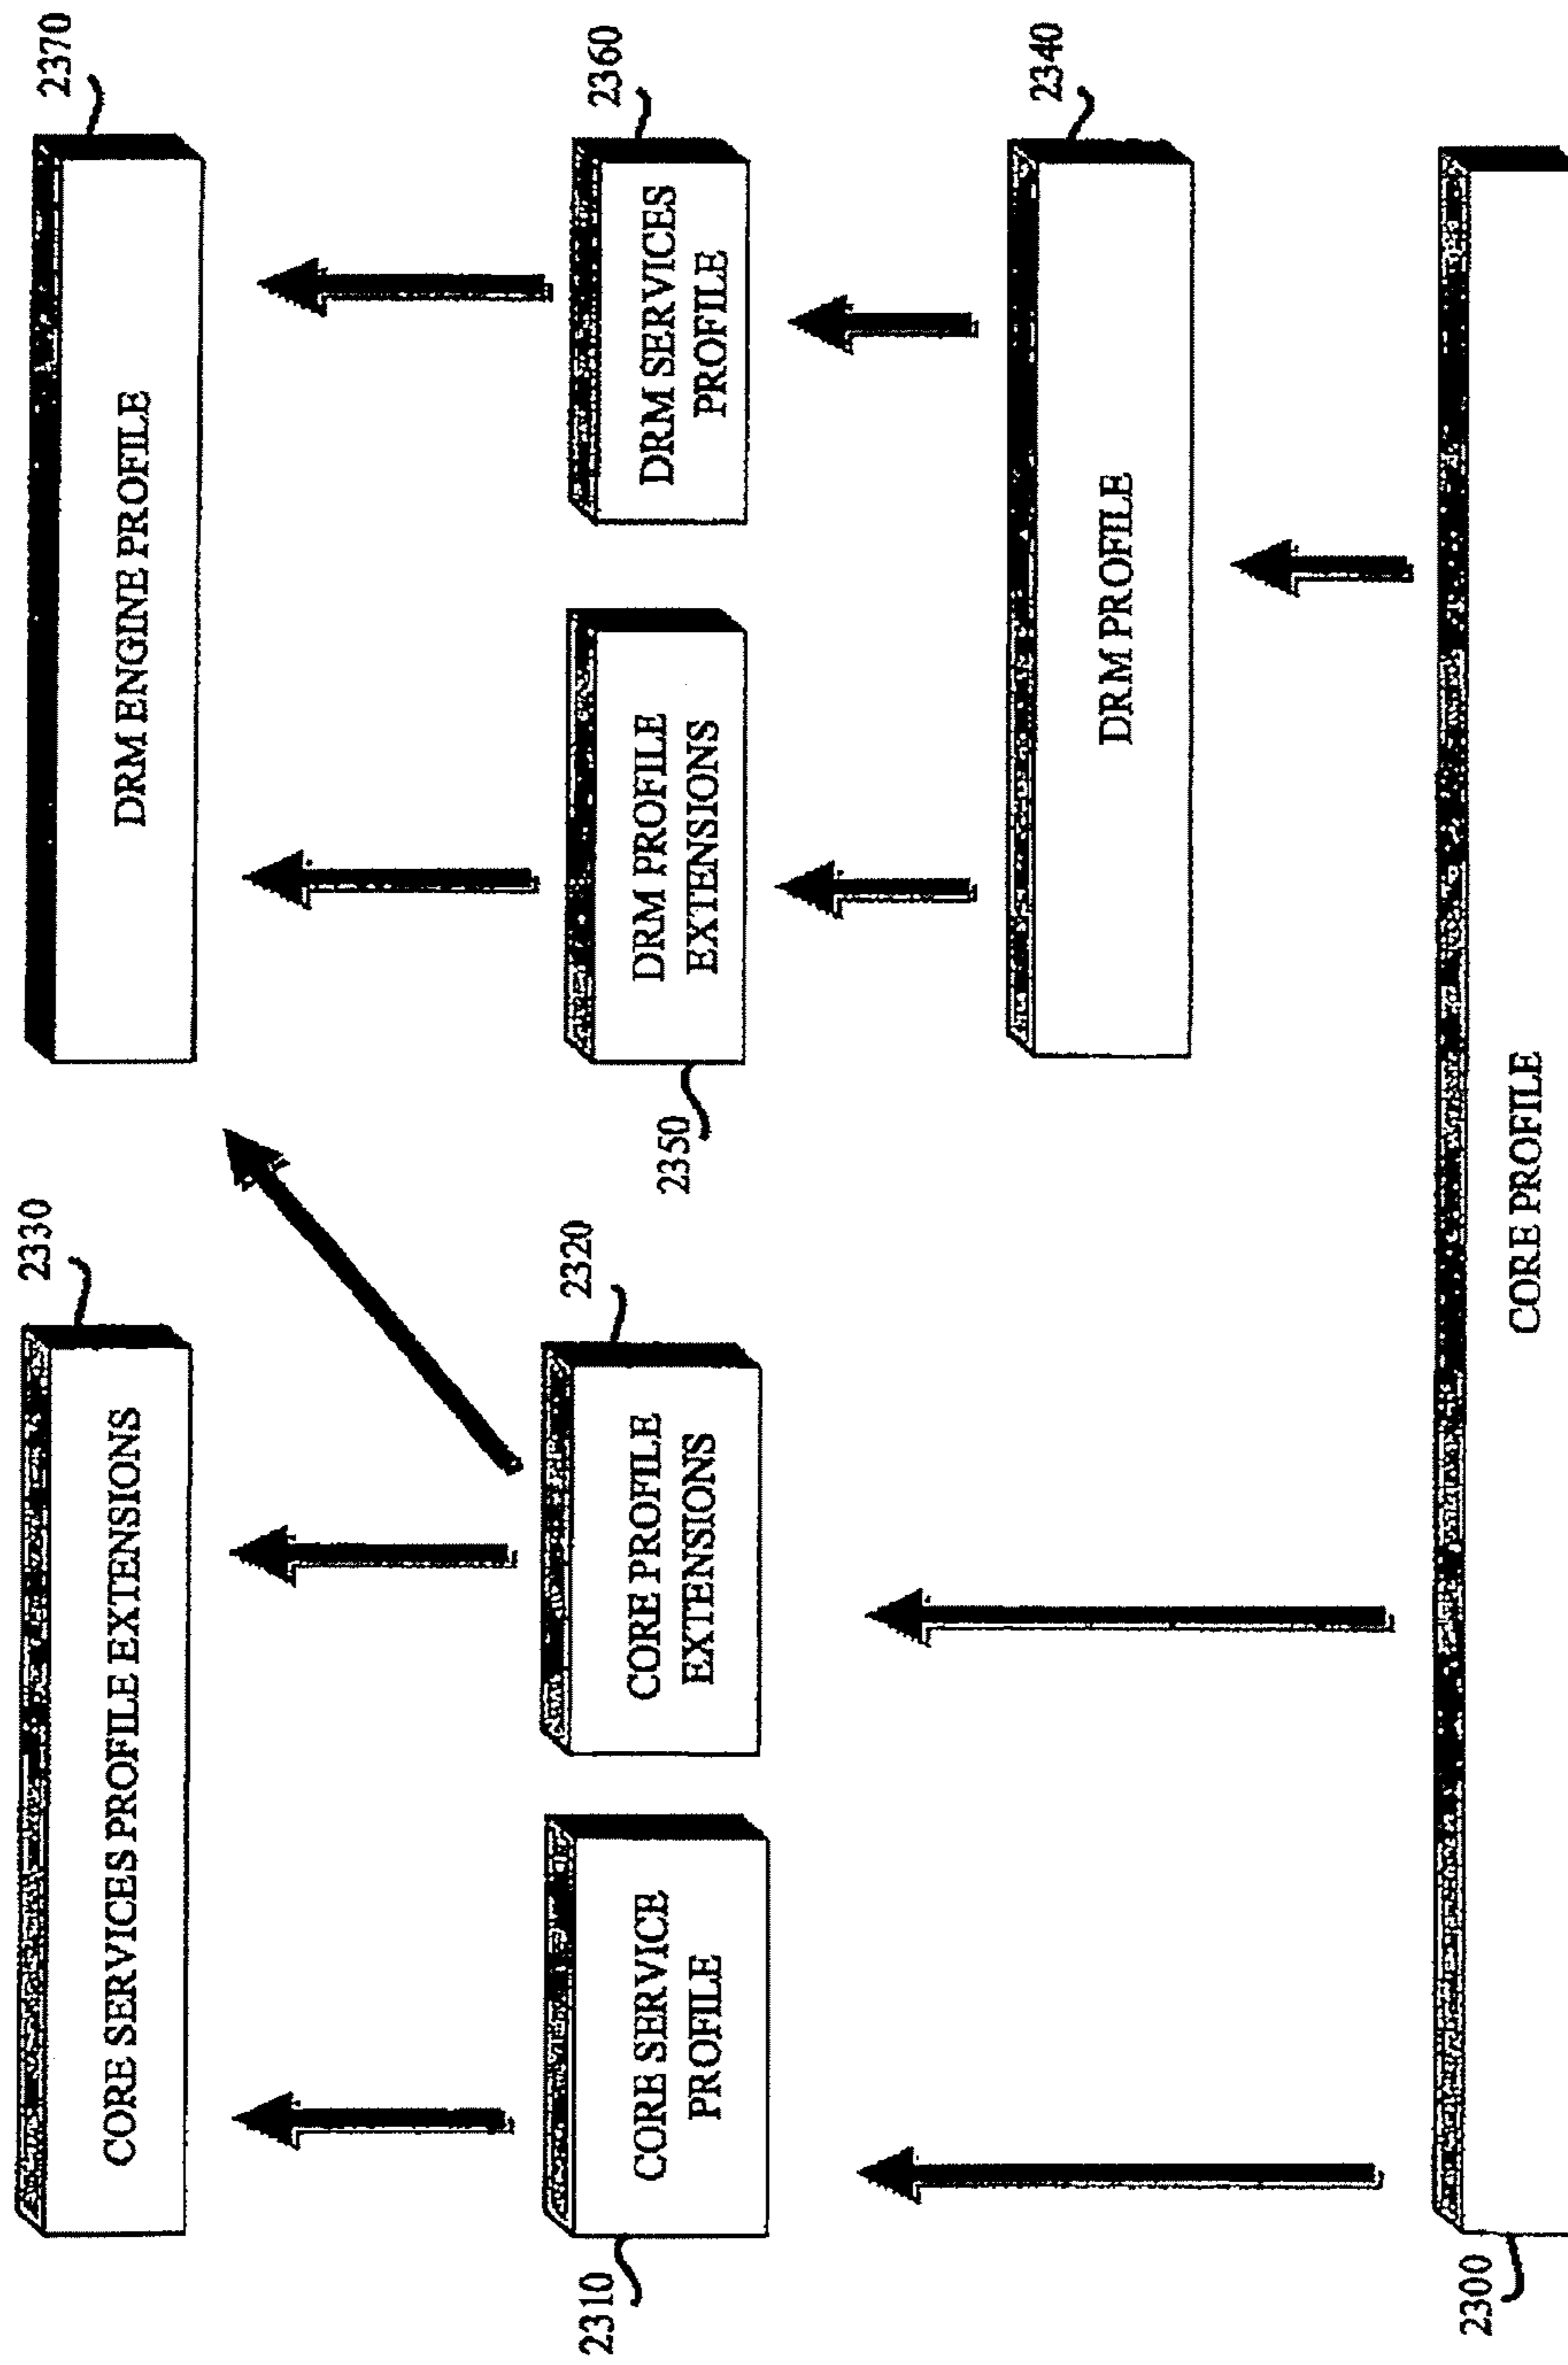 2330
CORE SERVICES PROFILE EXTENSIONS
2370
DRM ENGINE PROFILE
2310
CORE SERVICE
PROFILE
2320
CORE PROFILE
EXTENSIONS
2350
DRM PROFILE
EXTENSIONS
2360
DRM SERVICES
PROFILE
2340
DRM PROFILE
2300
CORE PROFILE